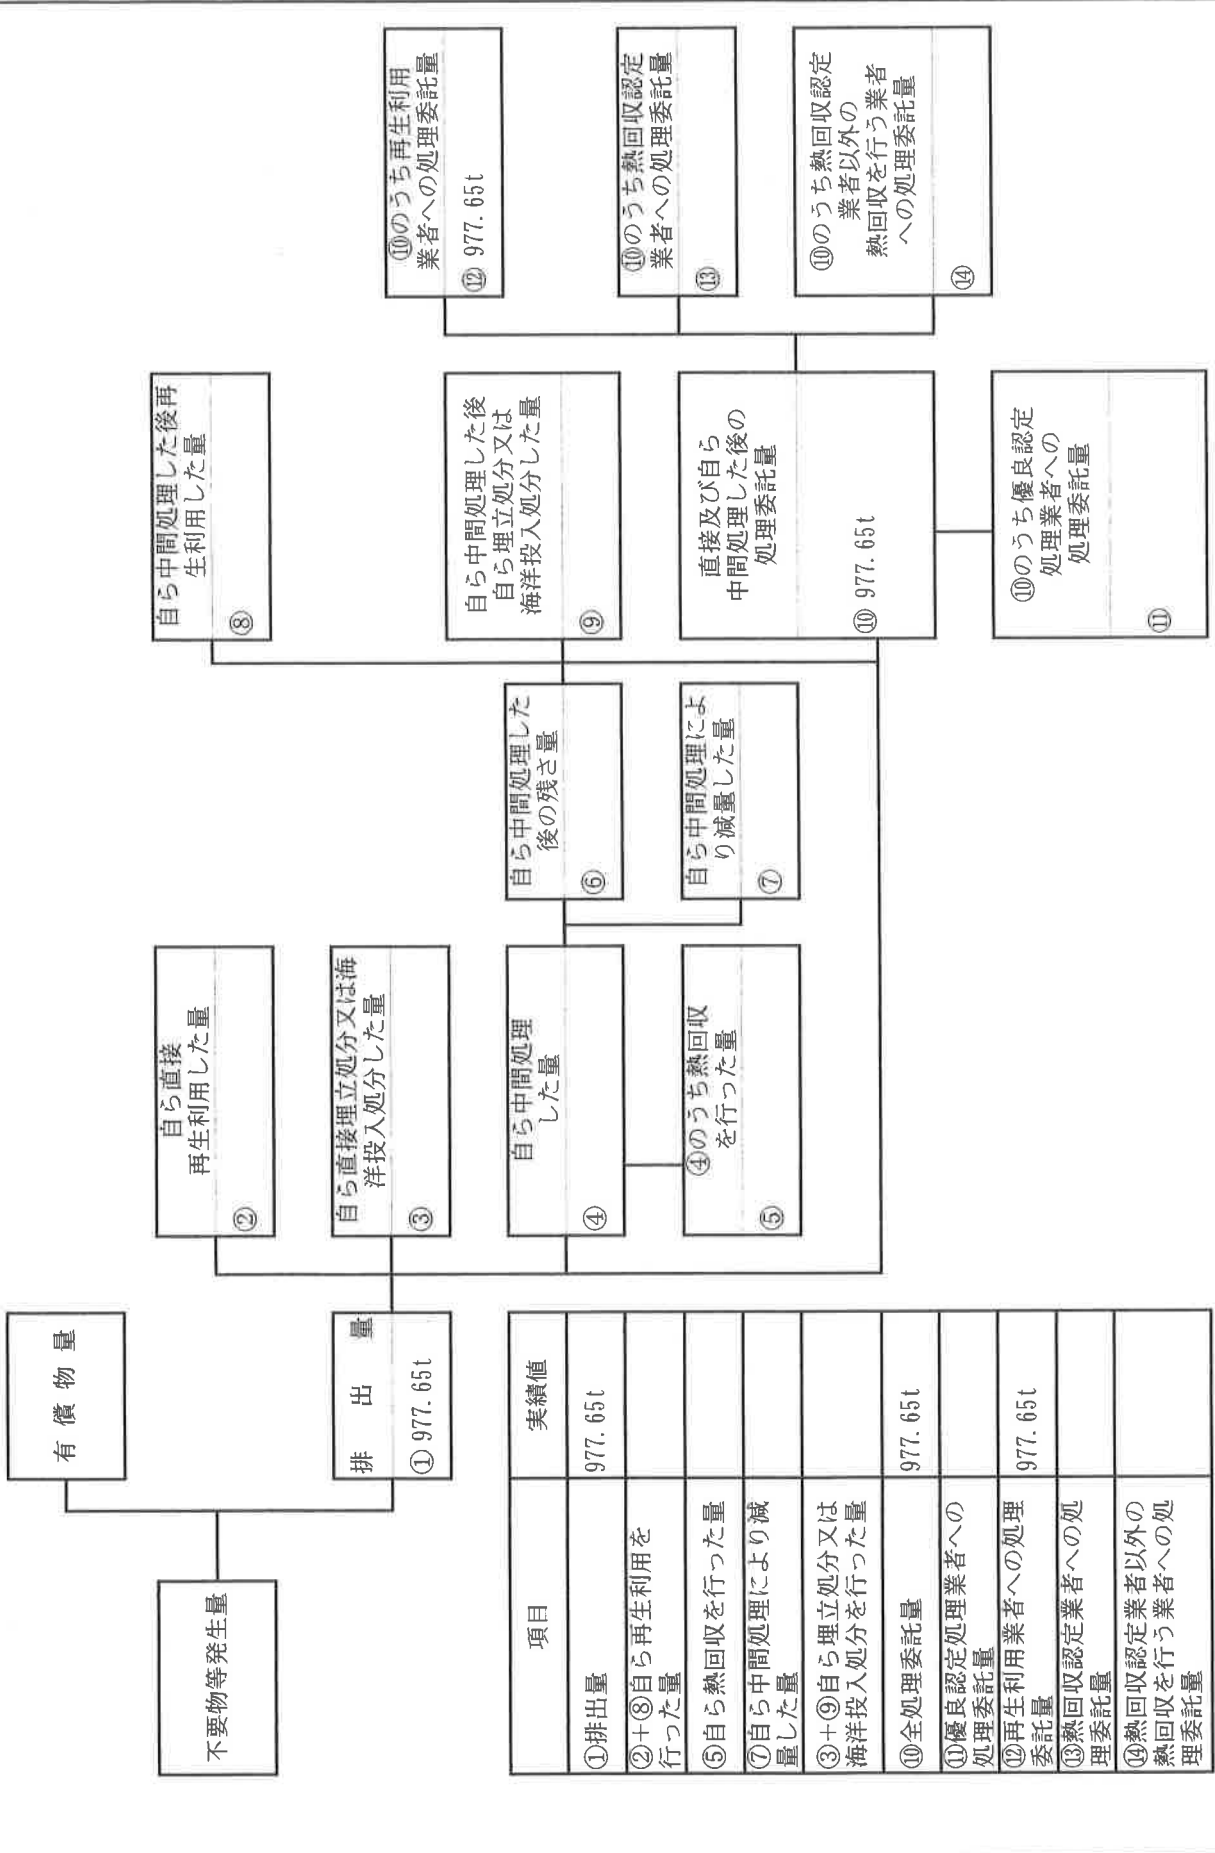 不要物等発生量
有償物量
排出量
①977.65t
自ら直接
再生利用した量
②
自ら直接埋立処分又は海
洋投入処分した量
③
自ら中間処理
した量
④
④のうち熱回収
を行った量
⑤
自ら中間処理した
後の残さ量
⑥
自ら中間処理によ
り減量した量
⑦
自ら中間処理した後再
生利用した量
⑧
自ら中間処理した後
自ら埋立処分又は
海洋投入処分した量
⑨
直接及び自ら
中間処理した後の
処理委託量
⑩977.65t
⑩のうち優良認定
処理業者への
処理委託量
⑪
⑩のうち再生利用
業者への処理委託量
⑫977.65t
⑩のうち熱回収認定
業者への処理委託量
⑬
⑩のうち熱回収認定
業者以外の
熱回収を行う業者
への処理委託量
⑭
項目 実績値
①排出量 977.65t
②+⑧自ら再生利用を
行った量
⑤自ら熱回収を行った量
⑦自ら中間処理により減
量した量
③+⑨自ら埋立処分又は
海洋投入処分を行った量
⑩全処理委託量 977.65t
⑪優良認定処理業者への
処理委託量
⑫再生利用業者への処理
委託量 977.65t
⑬熱回収認定業者への処
理委託量
⑭熱回収認定業者以外の
熱回収を行う業者への処
理委託量